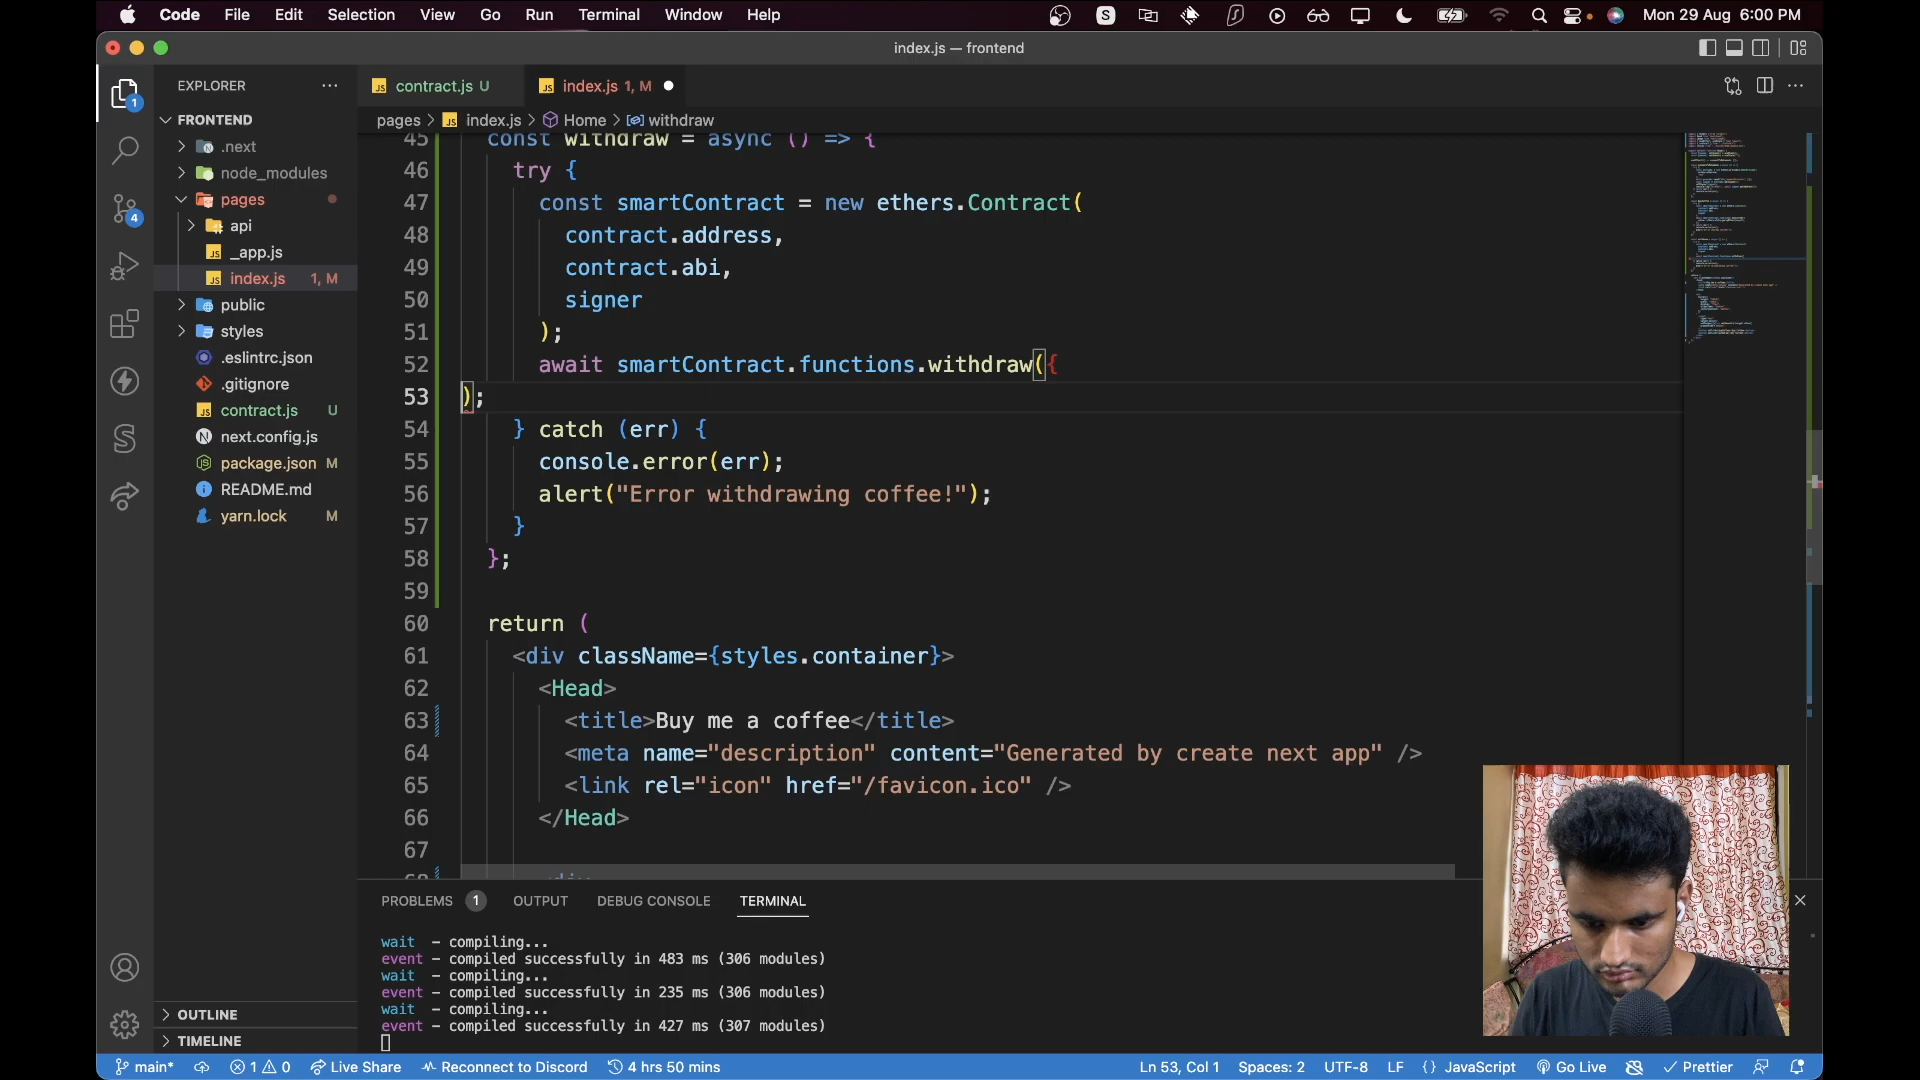 Code File Edit Selection View Go Run Terminal Window Help Mon 29 Aug 6:00 PM
index.js — frontend
EXPLORER
FRONTEND
.next
node_modules
pages
api
_app.js
index.js 1, M
public
styles
.eslintrc.json
.gitignore
contract.js U
next.config.js
package.json M
README.md
yarn.lock M
OUTLINE
TIMELINE
1
4
contract.js U index.js 1, M
pages > index.js > Home > withdraw
45 const withdraw = async () => {
46 try {
47 const smartContract = new ethers.Contract(
48 contract.address,
49 contract.abi,
50 signer
51 );
52 await smartContract.functions.withdraw({
53 );
54 } catch (err) {
55 console.error(err);
56 alert("Error withdrawing coffee!");
57 }
58 };
59
60 return (
61 <div className={styles.container}>
62 <Head>
63 <title>Buy me a coffee</title>
64 <meta name="description" content="Generated by create next app" />
65 <link rel="icon" href="/favicon.ico" />
66 </Head>
67
68 <div
PROBLEMS 1 OUTPUT DEBUG CONSOLE TERMINAL
wait - compiling...
event - compiled successfully in 483 ms (306 modules)
wait - compiling...
event - compiled successfully in 235 ms (306 modules)
wait - compiling...
event - compiled successfully in 427 ms (307 modules)
main* 1 0 Live Share Reconnect to Discord 4 hrs 50 mins Ln 53, Col 1 Spaces: 2 UTF-8 LF {} JavaScript Go Live Prettier